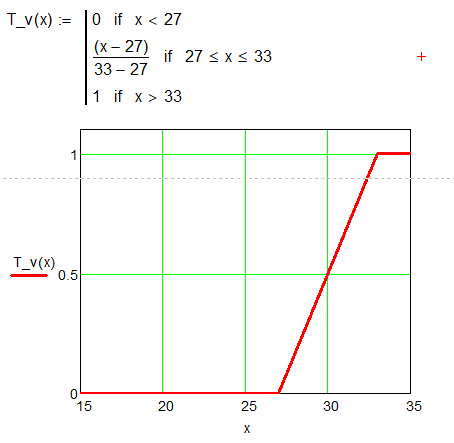 T_v(x) := 0 if x < 27
(x − 27)
33 − 27
if 27 ≤ x ≤ 33
1 if x > 33
1
T_v(x)
0.5
0
15 20 25 30 35
x